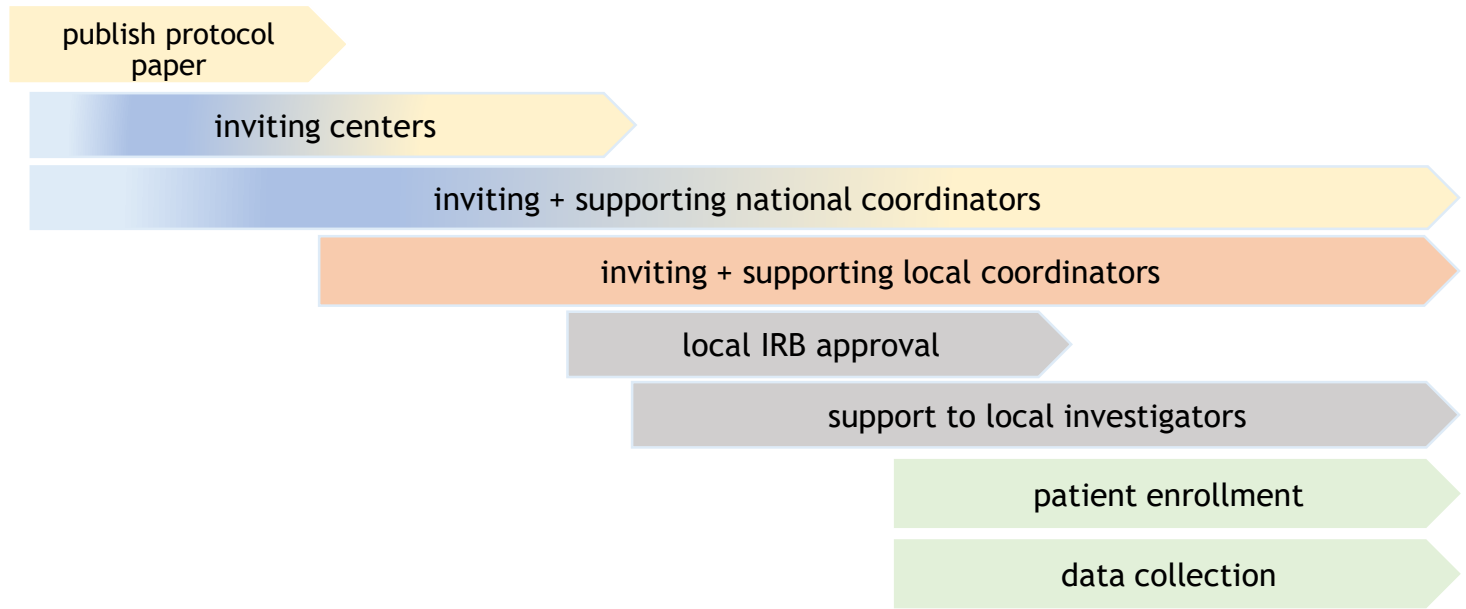 publish protocol
paper
inviting centers
inviting + supporting national coordinators
inviting + supporting local coordinators
local IRB approval
support to local investigators
patient enrollment
data collection